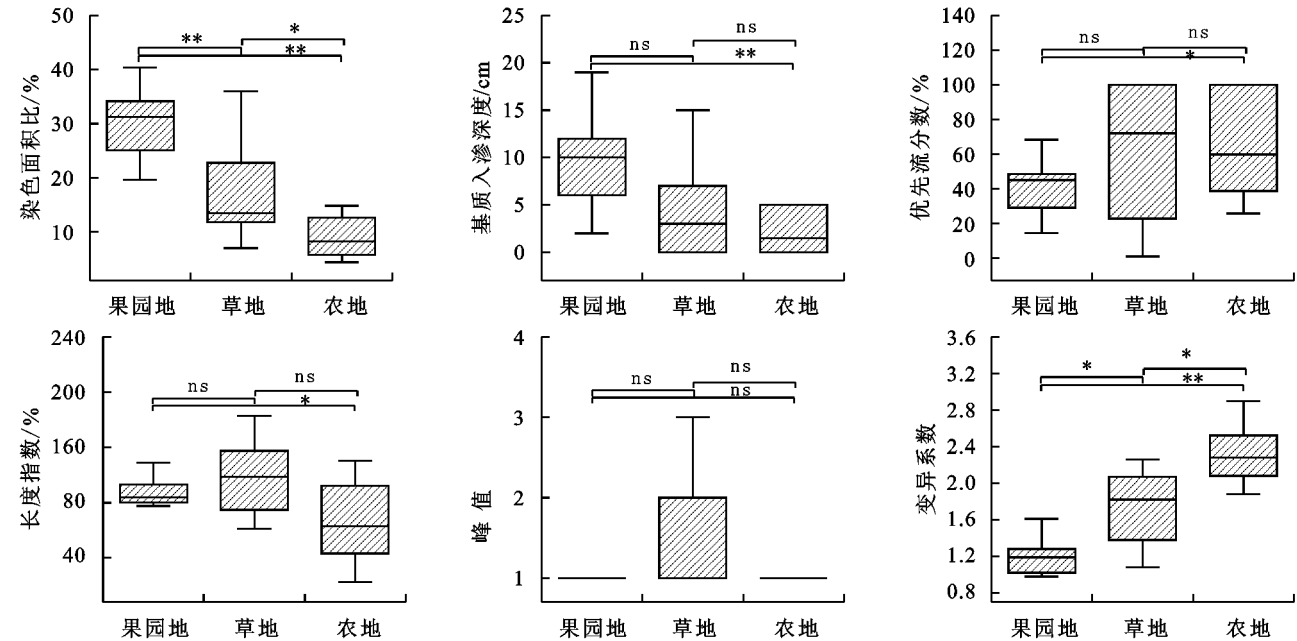 染色面积比/%
50
40
30
20
10
**
*
**
果园地
草地
农地
基质入渗深度/cm
25
20
15
10
5
0
ns
ns
**
果园地
草地
农地
优先流分数/%
140
120
100
80
60
40
20
0
ns
ns
*
果园地
草地
农地
长度指数/%
240
200
160
80
40
ns
ns
*
果园地
草地
农地
峰值
4
3
2
1
ns
ns
ns
果园地
草地
农地
变异系数
3.6
3.2
2.8
2.4
2.0
1.6
1.2
0.8
*
*
**
果园地
草地
农地